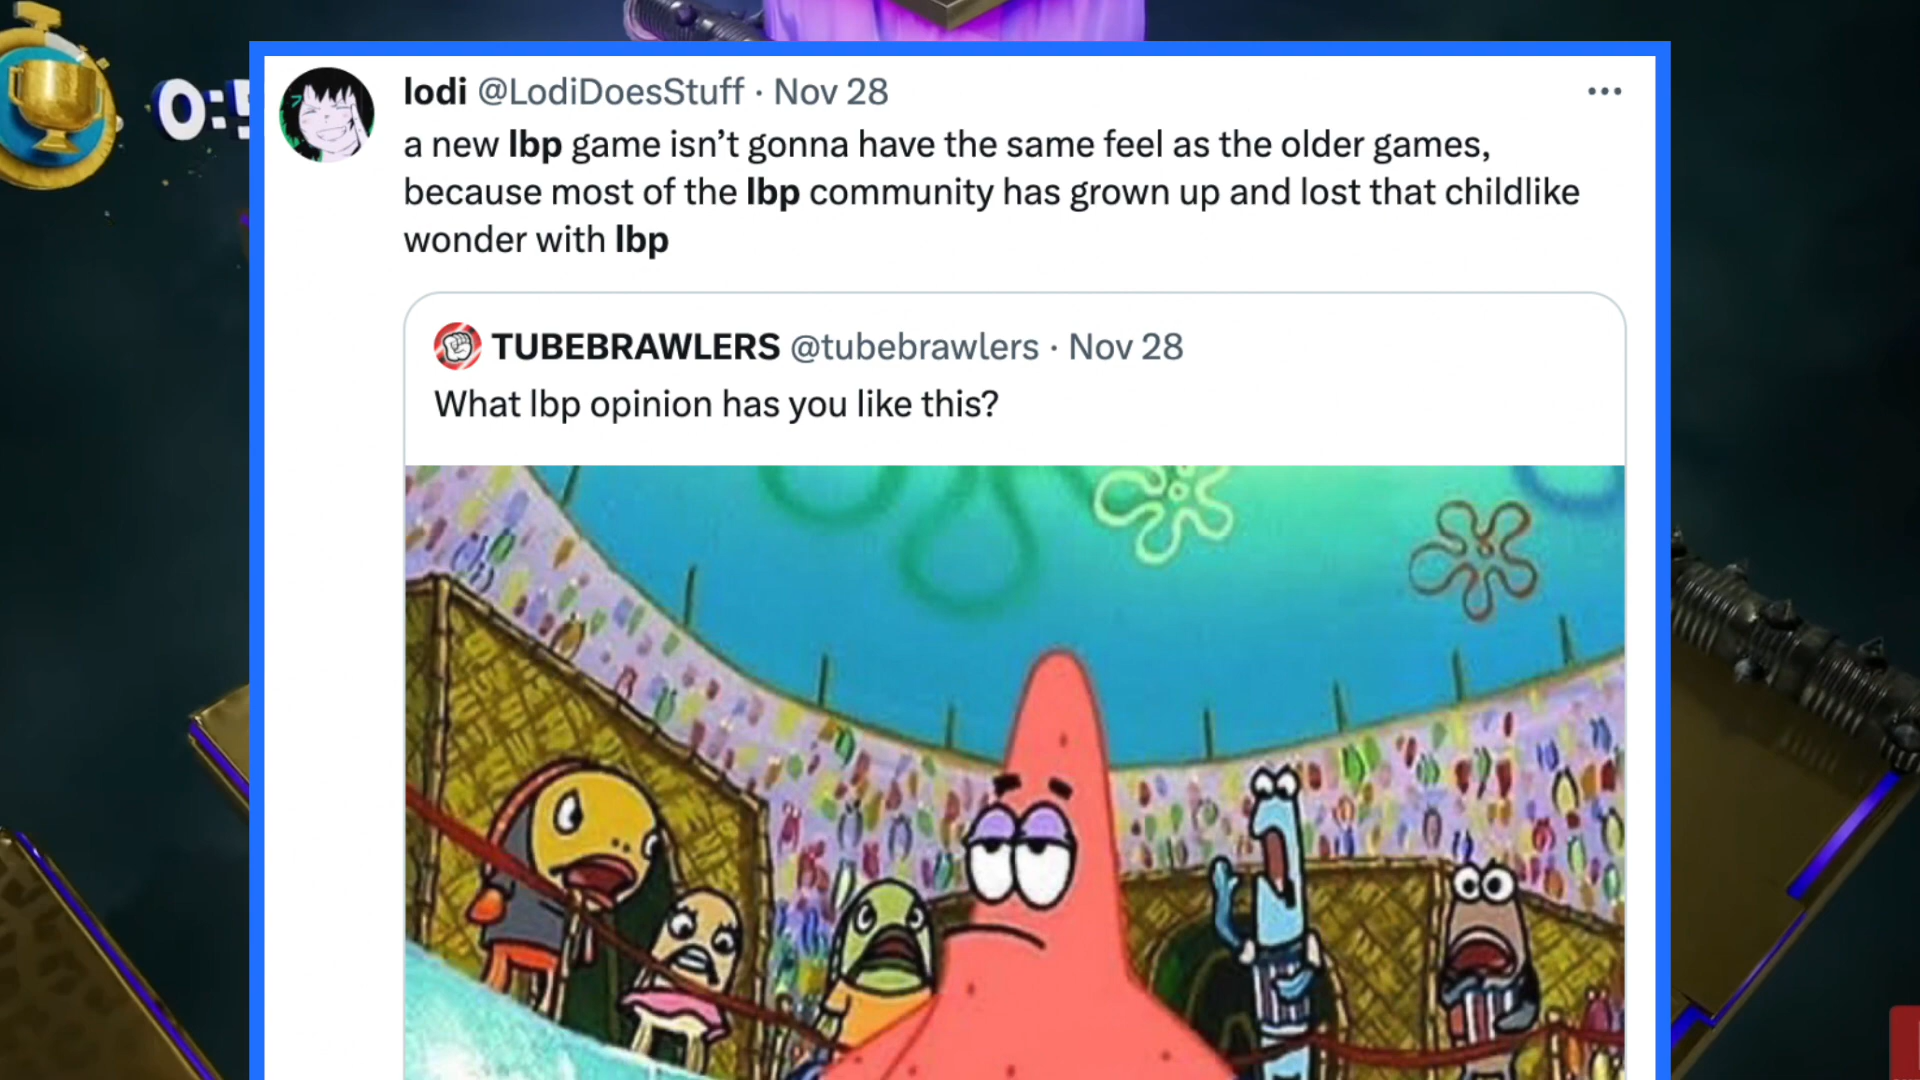 0:5
lodi @LodiDoesStuff · Nov 28
a new lbp game isn’t gonna have the same feel as the older games,
because most of the lbp community has grown up and lost that childlike
wonder with lbp
TUBEBRAWLERS @tubebrawlers · Nov 28
What lbp opinion has you like this?